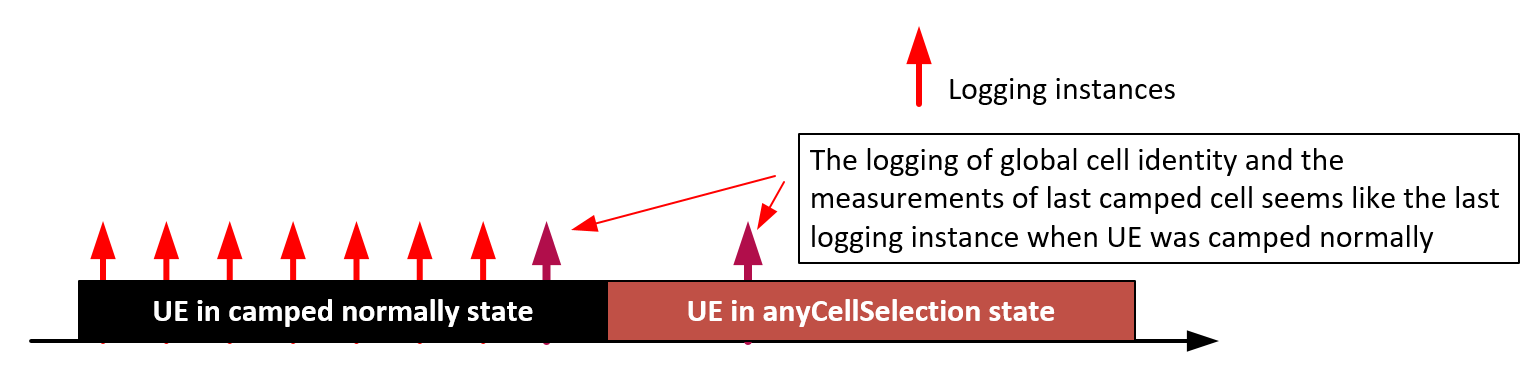 Logging instances
The logging of global cell identity and the
measurements of last camped cell seems like the last
logging instance when UE was camped normally
UE in camped normally state
UE in anyCellSelection state